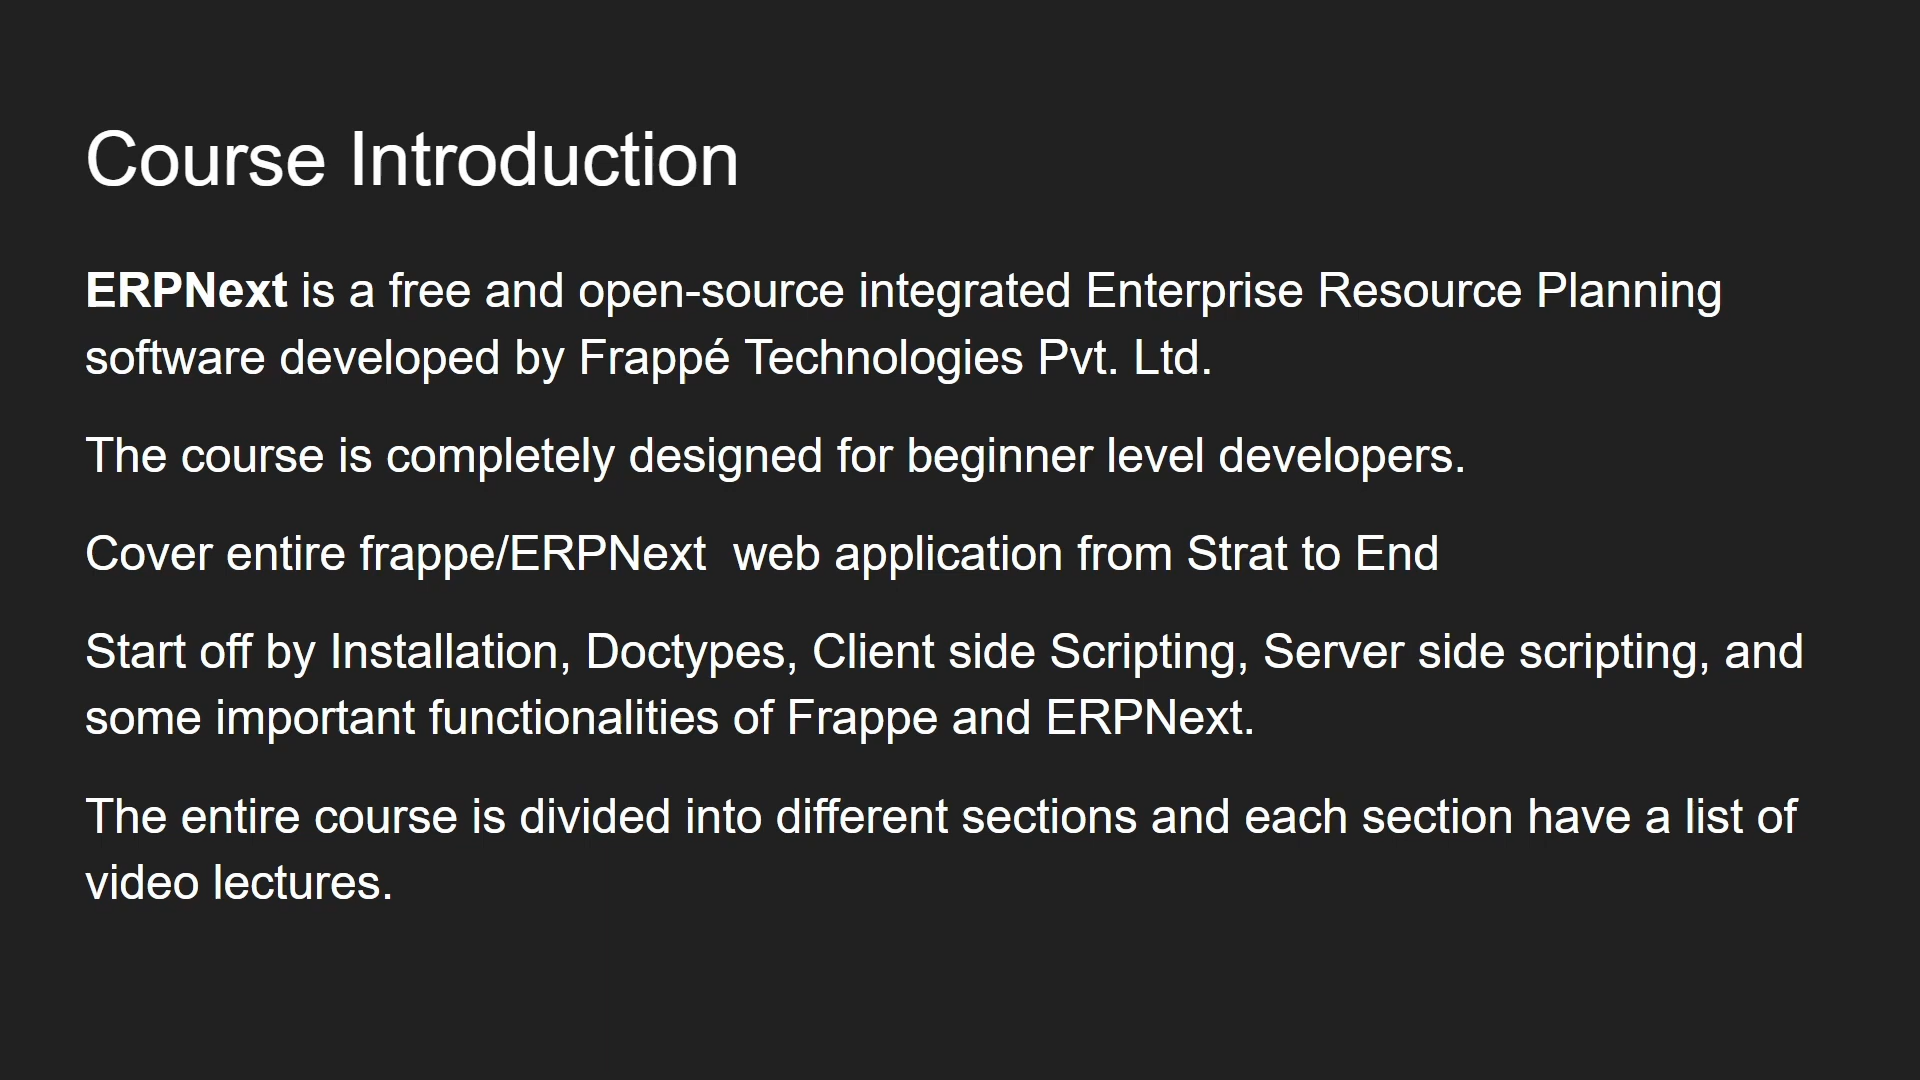 Course Introduction
ERPNext is a free and open-source integrated Enterprise Resource Planning
software developed by Frappé Technologies Pvt. Ltd.
The course is completely designed for beginner level developers.
Cover entire frappe/ERPNext  web application from Strat to End
Start off by Installation, Doctypes, Client side Scripting, Server side scripting, and
some important functionalities of Frappe and ERPNext.
The entire course is divided into different sections and each section have a list of
video lectures.